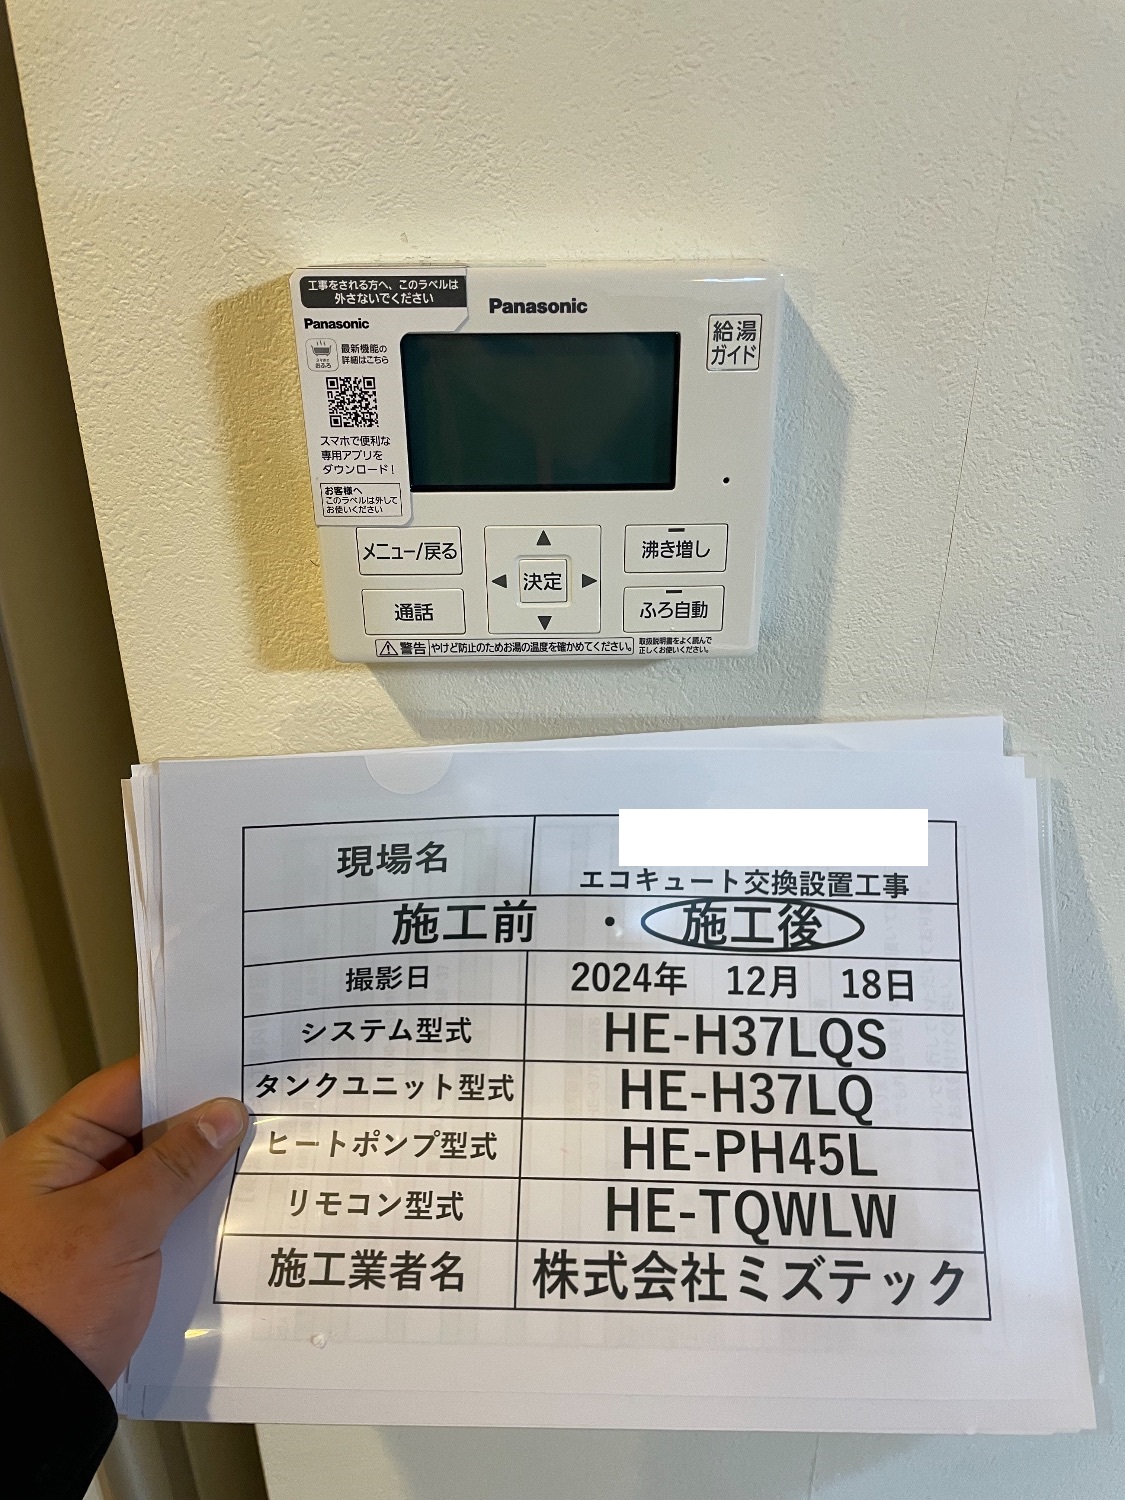 工事をされる方へ、このラベルは
外さないでください
Panasonic
最新機能の
詳細はこちら
スマホで便利な
専用アプリを
ダウンロード!
お客様へ
このラベルは外して
お使いください
Panasonic
給湯
ガイド
メニュー/戻る
通話
▲
◀ 決定 ▶
▼
沸き増し
ふろ自動
⚠警告 やけど防止のためお湯の温度を確かめてください。
取扱説明書をよく読んで
正しくお使いください。
現場名
エコキュート交換設置工事
施工前 ・ 施工後
撮影日 2024年 12月 18日
システム型式 HE-H37LQS
タンクユニット型式 HE-H37LQ
ヒートポンプ型式 HE-PH45L
リモコン型式 HE-TQWLW
施工業者名 株式会社ミズテック